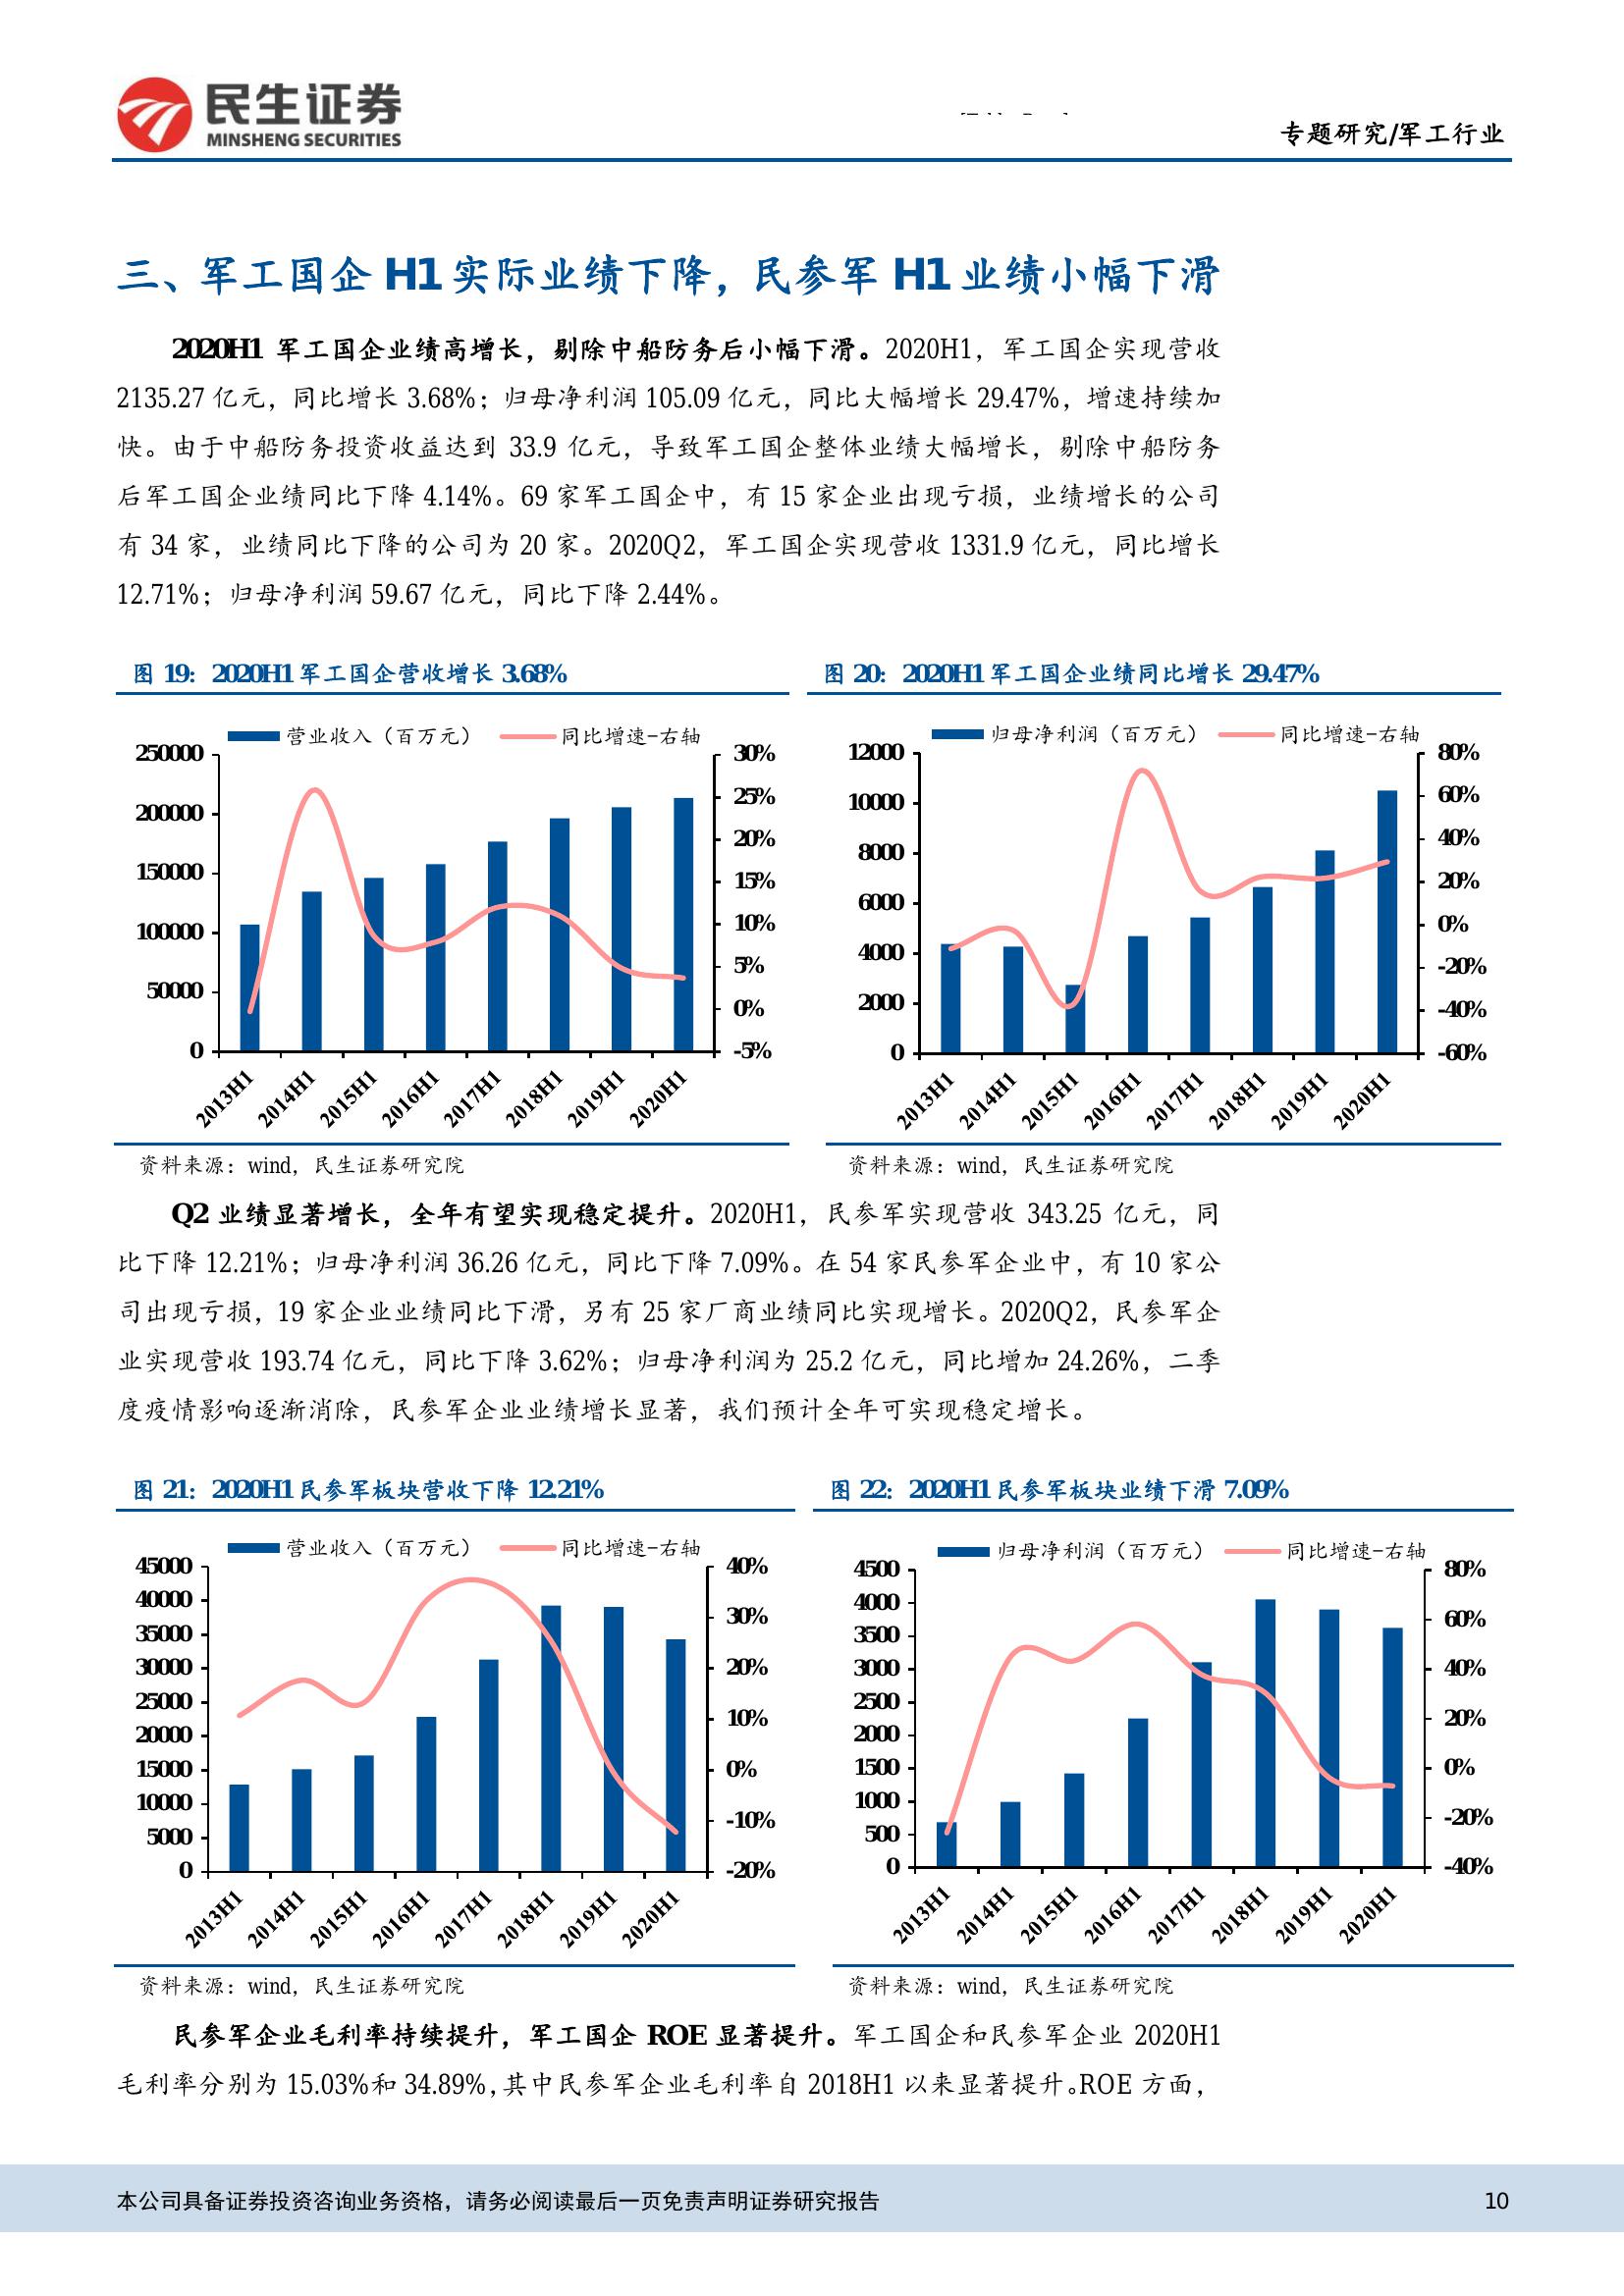 民生证券
MINSHENG SECURITIES
专题研究/军工行业
三、军工国企 H1 实际业绩下降，民参军 H1 业绩小幅下滑
2020H1 军工国企业绩高增长，剔除中船防务后小幅下滑。2020H1，军工国企实现营收
2135.27 亿元，同比增长 3.68%；归母净利润 105.09 亿元，同比大幅增长 29.47%，增速持续加
快。由于中船防务投资收益达到 33.9 亿元，导致军工国企整体业绩大幅增长，剔除中船防务
后军工国企业绩同比下降 4.14%。69 家军工国企中，有 15 家企业出现亏损，业绩增长的公司
有 34 家，业绩同比下降的公司为 20 家。2020Q2，军工国企实现营收 1331.9 亿元，同比增长
12.71%；归母净利润 59.67 亿元，同比下降 2.44%。
图 19：2020H1 军工国企营收增长 3.68%
营业收入（百万元） 同比增速-右轴
250000
200000
150000
100000
50000
0
30%
25%
20%
15%
10%
5%
0%
-5%
2013H1 2014H1 2015H1 2016H1 2017H1 2018H1 2019H1 2020H1
资料来源：wind，民生证券研究院
图 20：2020H1 军工国企业绩同比增长 29.47%
归母净利润（百万元） 同比增速-右轴
12000
10000
8000
6000
4000
2000
0
80%
60%
40%
20%
0%
-20%
-40%
-60%
2013H1 2014H1 2015H1 2016H1 2017H1 2018H1 2019H1 2020H1
资料来源：wind，民生证券研究院
Q2 业绩显著增长，全年有望实现稳定提升。2020H1，民参军实现营收 343.25 亿元，同
比下降 12.21%；归母净利润 36.26 亿元，同比下降 7.09%。在 54 家民参军企业中，有 10 家公
司出现亏损，19 家企业业绩同比下滑，另有 25 家厂商业绩同比实现增长。2020Q2，民参军企
业实现营收 193.74 亿元，同比下降 3.62%；归母净利润为 25.2 亿元，同比增加 24.26%，二季
度疫情影响逐渐消除，民参军企业业绩增长显著，我们预计全年可实现稳定增长。
图 21：2020H1 民参军板块营收下降 12.21%
营业收入（百万元） 同比增速-右轴
45000
40000
35000
30000
25000
20000
15000
10000
5000
0
40%
30%
20%
10%
0%
-10%
-20%
2013H1 2014H1 2015H1 2016H1 2017H1 2018H1 2019H1 2020H1
资料来源：wind，民生证券研究院
图 22：2020H1 民参军板块业绩下滑 7.09%
归母净利润（百万元） 同比增速-右轴
4500
4000
3500
3000
2500
2000
1500
1000
500
0
80%
60%
40%
20%
0%
-20%
-40%
2013H1 2014H1 2015H1 2016H1 2017H1 2018H1 2019H1 2020H1
资料来源：wind，民生证券研究院
民参军企业毛利率持续提升，军工国企 ROE 显著提升。军工国企和民参军企业 2020H1
毛利率分别为 15.03%和 34.89%，其中民参军企业毛利率自 2018H1 以来显著提升。ROE 方面，
本公司具备证券投资咨询业务资格，请务必阅读最后一页免责声明证券研究报告 10